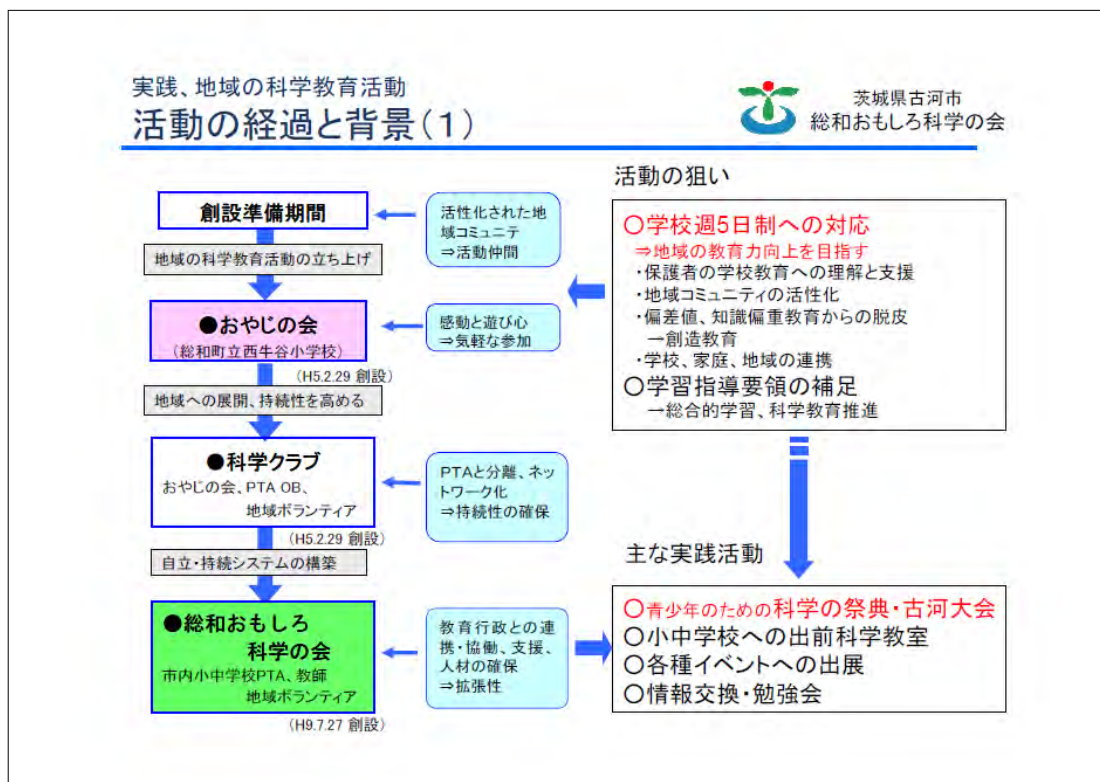 実践、地域の科学教育活動
活動の経過と背景(1)
茨城県古河市
総和おもしろ科学の会
創設準備期間
地域の科学教育活動の立ち上げ
●おやじの会
(総和町立西牛谷小学校)
(H5.2.29 創設)
地域への展開、持続性を高める
●科学クラブ
おやじの会、PTA OB、
地域ボランティア
(H5.2.29 創設)
自立・持続システムの構築
●総和おもしろ
科学の会
市内小中学校PTA、教師
地域ボランティア
(H9.7.27 創設)
活性化された地
域コミュニテ
⇒活動仲間
感動と遊び心
⇒気軽な参加
PTAと分離、ネッ
トワーク化
⇒持続性の確保
教育行政との連
携・協働、支援、
人材の確保
⇒拡張性
活動の狙い
○学校週5日制への対応
⇒地域の教育力向上を目指す
・保護者の学校教育への理解と支援
・地域コミュニティの活性化
・偏差値、知識偏重教育からの脱皮
→創造教育
・学校、家庭、地域の連携
○学習指導要領の補足
→総合的学習、科学教育推進
主な実践活動
○青少年のための科学の祭典・古河大会
○小中学校への出前科学教室
○各種イベントへの出展
○情報交換・勉強会